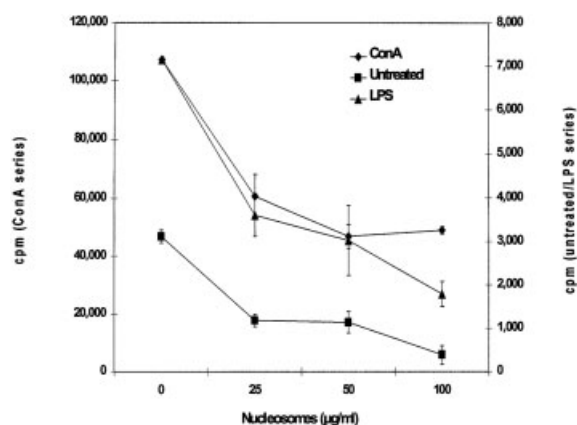 120,000
100,000
80,000
60,000
40,000
20,000
0
cpm (ConA series)
ConA
Untreated
LPS
8,000
7,000
6,000
5,000
4,000
3,000
2,000
1,000
0
cpm (untreated/LPS series)
0 25 50 100
Nucleosomes (µg/ml)